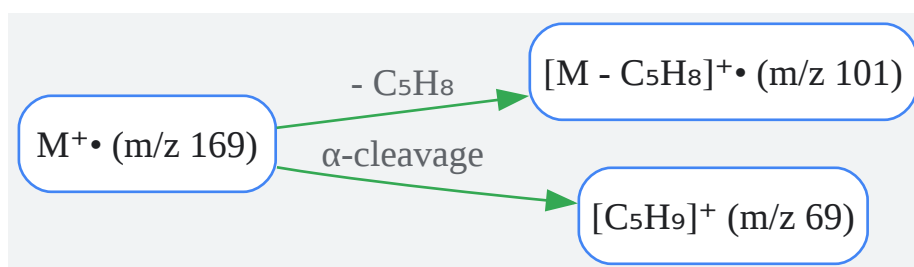 [M - C₅H₈]⁺• (m/z 101)
- C₅H₈
M⁺• (m/z 169)
α-cleavage
[C₅H₉]⁺ (m/z 69)